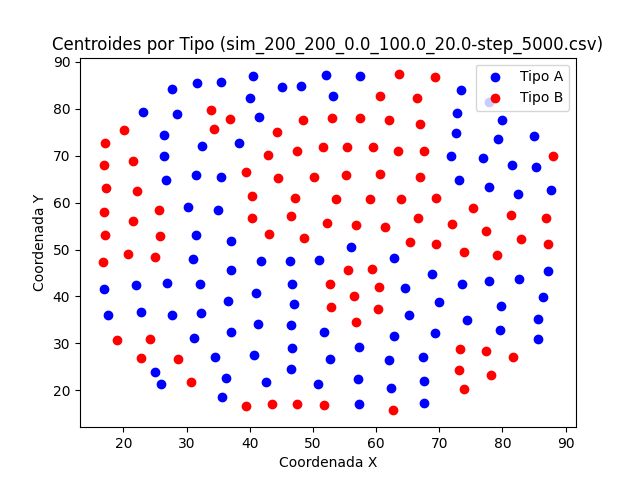 Centroides por Tipo (sim_200_200_0.0_100.0_20.0-step_5000.csv)
Tipo A
Tipo B
90
80
70
60
50
40
30
20
Coordenada Y
20 30 40 50 60 70 80 90
Coordenada X